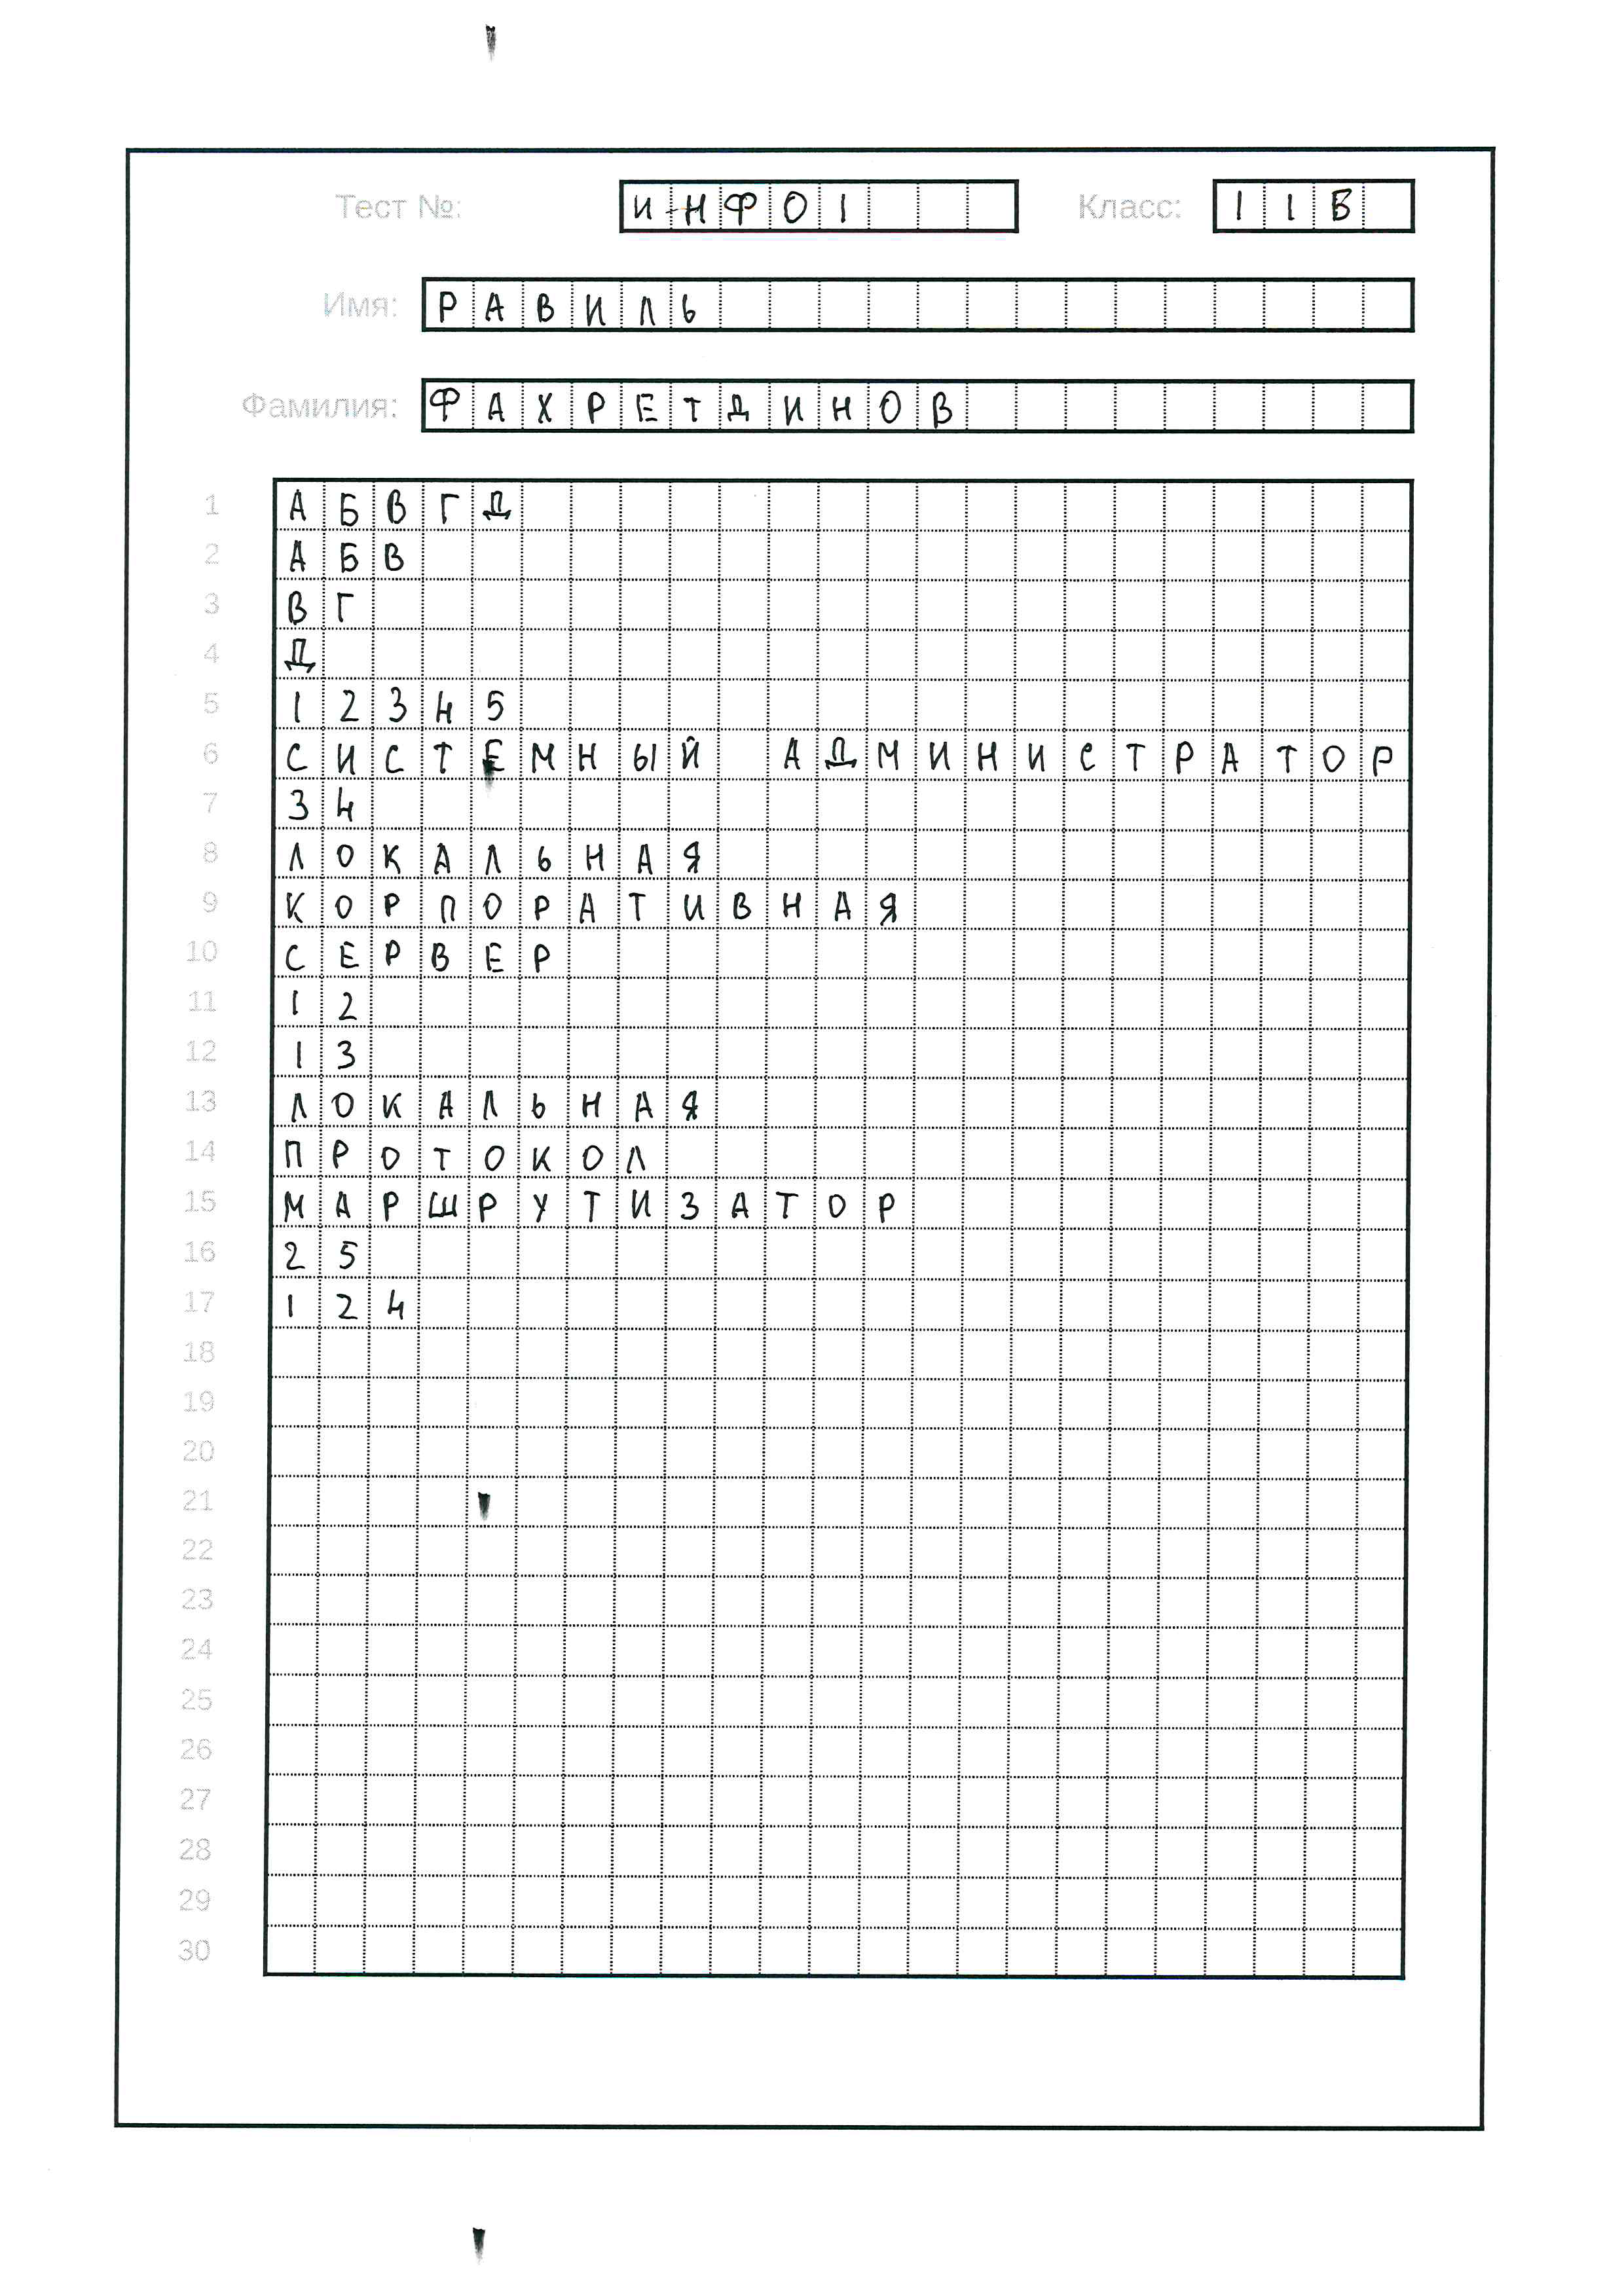 Тест №: ИНФО1 Класс: 11Б
Имя: РАВИЛЬ
Фамилия: ФАХРЕТДИНОВ
1 АБВГД
2 АБВ
3 ВГ
4 Д
5 12345
6 СИСТЕМНЫЙ АДМИНИСТРАТОР
7 34
8 ЛОКАЛЬНАЯ
9 КОРПОРАТИВНАЯ
10 СЕРВЕР
11 12
12 13
13 ЛОКАЛЬНАЯ
14 ПРОТОКОЛ
15 МАРШРУТИЗАТОР
16 25
17 124
18
19
20
21
22
23
24
25
26
27
28
29
30